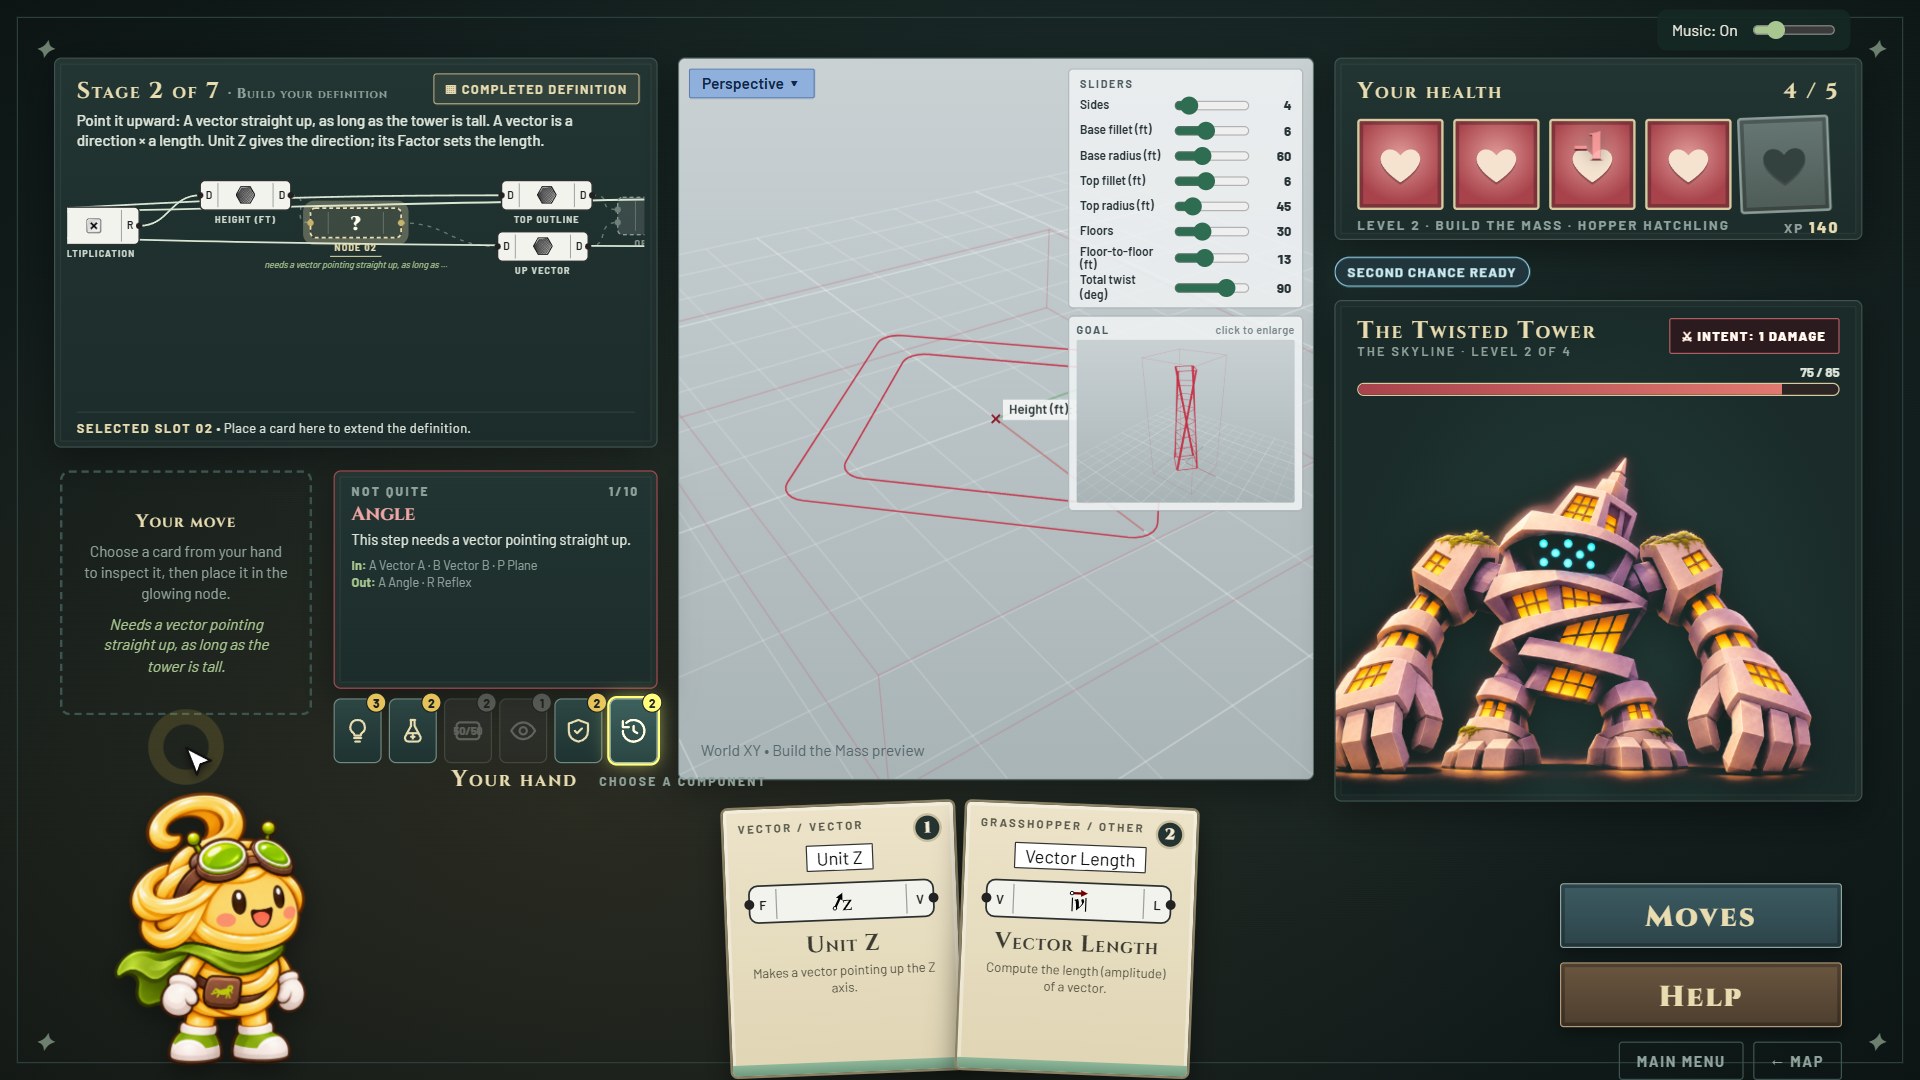 Music: On
STAGE 2 OF 7 · BUILD YOUR DEFINITION
COMPLETED DEFINITION
Point it upward: A vector straight up, as long as the tower is tall. A vector is a
direction × a length. Unit Z gives the direction; its Factor sets the length.
D D
HEIGHT (FT)
R
LTIPLICATION
?
NODE 02
needs a vector pointing straight up, as long as ...
D D
TOP OUTLINE
D D
UP VECTOR
SELECTED SLOT 02 • Place a card here to extend the definition.
YOUR MOVE
Choose a card from your hand
to inspect it, then place it in the
glowing node.
Needs a vector pointing
straight up, as long as the
tower is tall.
NOT QUITE 1/10
ANGLE
This step needs a vector pointing straight up.
In: A Vector A · B Vector B · P Plane
Out: A Angle · R Reflex
3 2 2 1 2 2
50/50
YOUR HAND CHOOSE A COMPONENT
Perspective ▾
SLIDERS
Sides 4
Base fillet (ft) 6
Base radius (ft) 60
Top fillet (ft) 6
Top radius (ft) 45
Floors 30
Floor-to-floor
(ft) 13
Total twist
(deg) 90
GOAL click to enlarge
Height (ft)
World XY • Build the Mass preview
YOUR HEALTH 4 / 5
-1
LEVEL 2 · BUILD THE MASS · HOPPER HATCHLING XP 140
SECOND CHANCE READY
THE TWISTED TOWER
THE SKYLINE · LEVEL 2 OF 4
INTENT: 1 DAMAGE
75 / 85
VECTOR / VECTOR 1
Unit Z
F Z V
UNIT Z
Makes a vector pointing up the Z
axis.
GRASSHOPPER / OTHER 2
Vector Length
V |V| L
VECTOR LENGTH
Compute the length (amplitude)
of a vector.
MOVES
HELP
MAIN MENU
← MAP